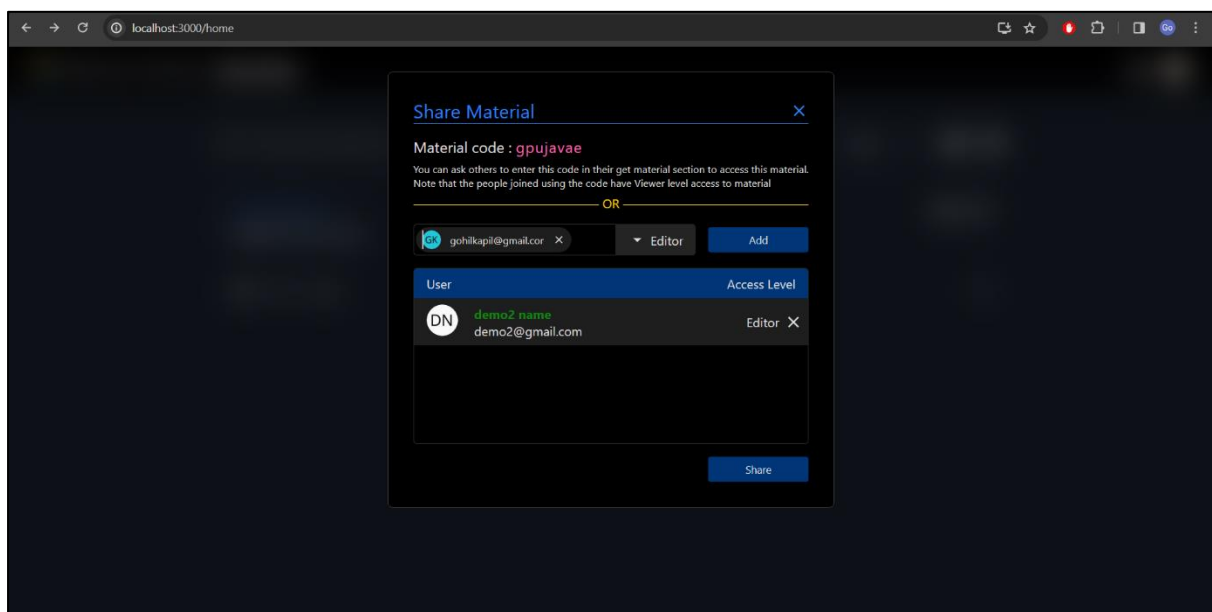 localhost:3000/home
Go
Share Material
Material code : gpujavae
You can ask others to enter this code in their get material section to access this material.
Note that the people joined using the code have Viewer level access to material
OR
GK gohilkapil@gmail.cor Editor Add
User Access Level
DN demo2 name
demo2@gmail.com Editor
Share